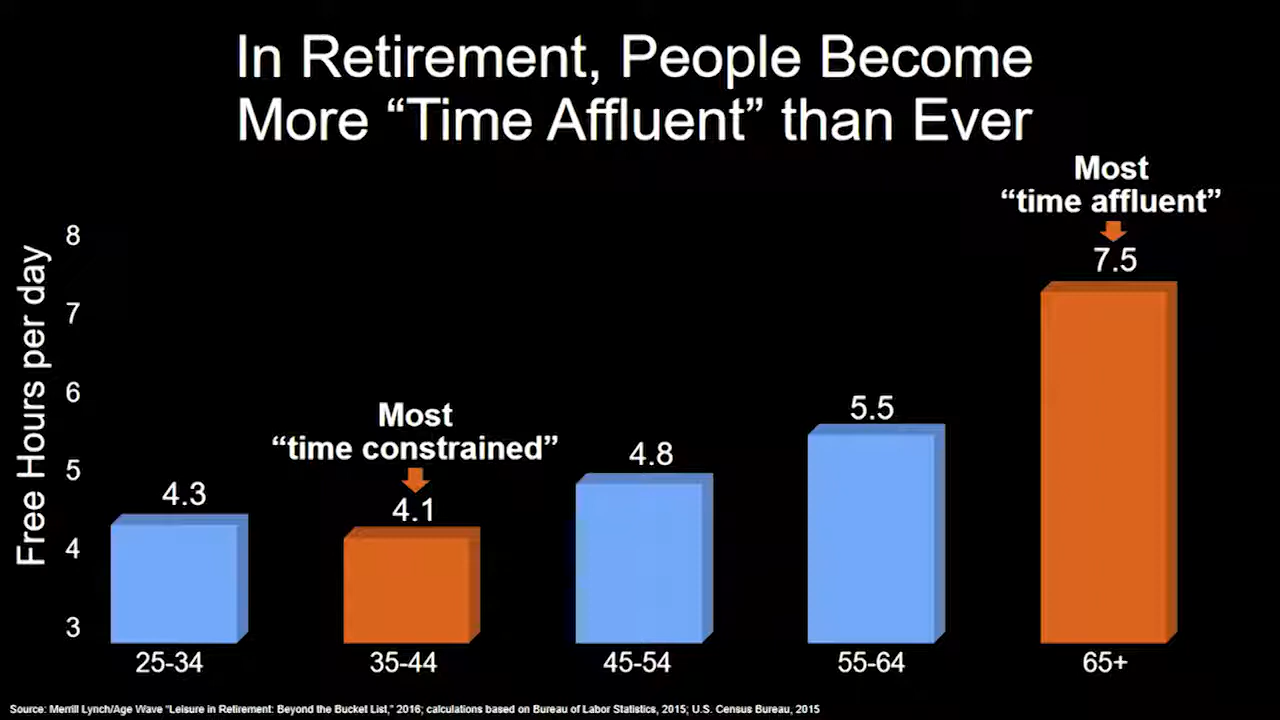 In Retirement, People Become
More “Time Affluent” than Ever
Most
“time affluent”
Free Hours per day
8
7
6
5
4
3
Most
“time constrained”
4.3
4.1
4.8
5.5
7.5
25-34
35-44
45-54
55-64
65+
Source: Merrill Lynch/Age Wave "Leisure in Retirement: Beyond the Bucket List," 2016; calculations based on Bureau of Labor Statistics, 2015; U.S. Census Bureau, 2015